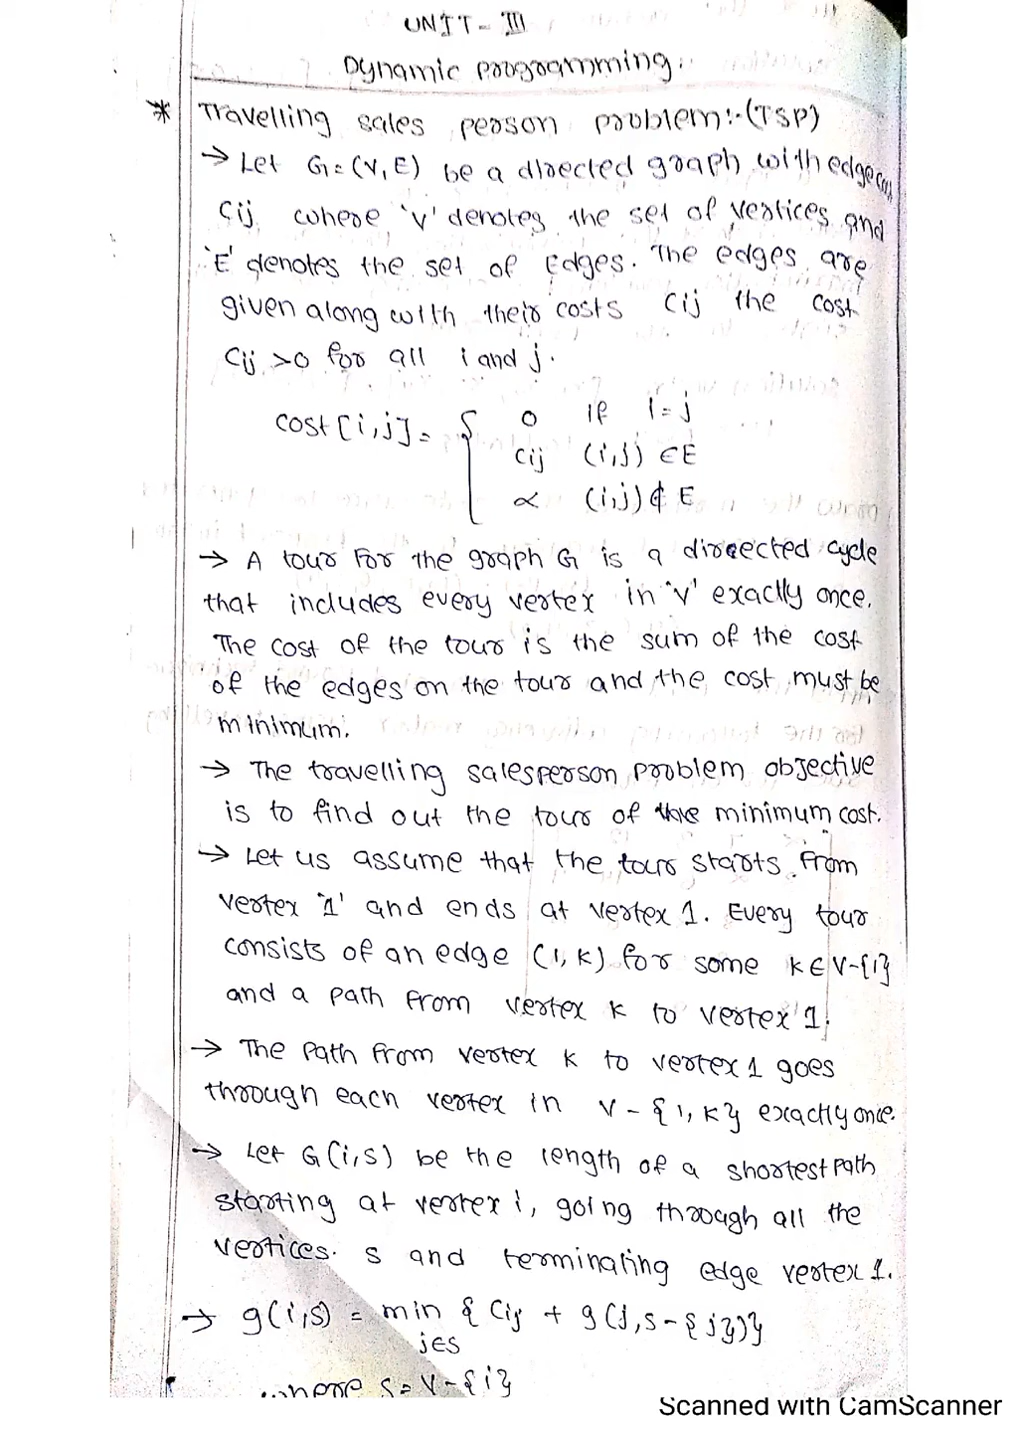 UNIT - III
Dynamic programming.
* Travelling sales person problem:- (TSP)
→ Let G = (V, E) be a directed graph with edge cost
Cij where 'V' denotes the set of vertices and
'E' denotes the set of Edges. The edges are
given along with their costs Cij the cost
Cij >0 for all i and j.
cost [i,j] = { 0 if i = j
Cij (i,j) ∈ E
∝ (i,j) ∉ E
→ A tour For the graph G is a dirrected cycle
that includes every vertex in 'V' exactly once.
The cost of the tour is the sum of the cost
of the edges on the tour and the cost must be
minimum.
→ The travelling salesperson problem objective
is to find out the tour of the minimum cost.
→ Let us assume that the tour starts from
vertex '1' and ends at vertex 1. Every tour
consists of an edge (1, K) for some K ∈ V-{1}
and a path from vertex K to vertex '1.
→ The Path from vertex K to vertex 1 goes
through each vertex in V - {1, K} exactly once.
→ Let G(i,s) be the length of a shortest path
starting at vertex i, going through all the
vertices. s and terminating edge vertex 1.
→ g(i,s) = min { Cij + g(j, s - {j})}
j∈s
where s = V - {i}
Scanned with CamScanner